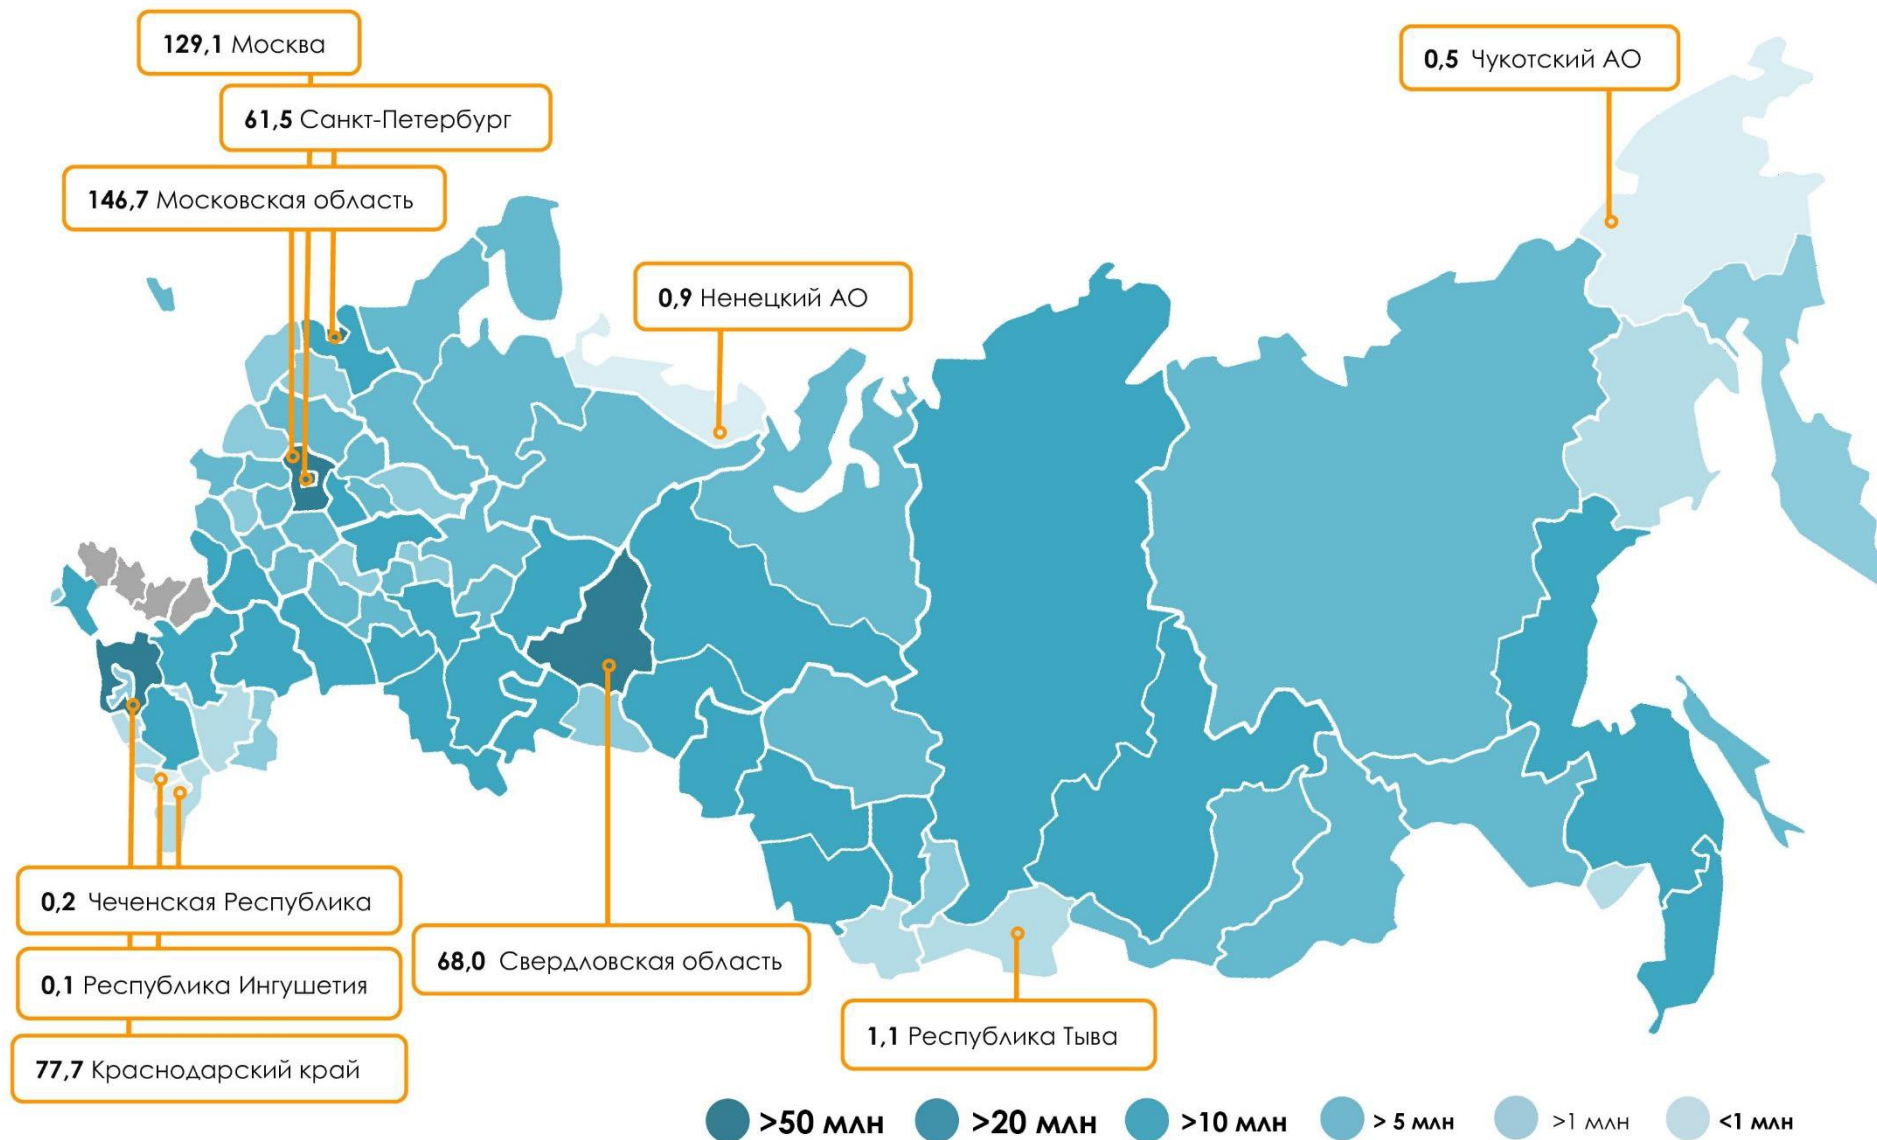 129,1 Москва
0,5 Чукотский АО
61,5 Санкт-Петербург
146,7 Московская область
0,9 Ненецкий АО
0,2 Чеченская Республика
68,0 Свердловская область
0,1 Республика Ингушетия
1,1 Республика Тыва
77,7 Краснодарский край
>50 млн >20 млн >10 млн > 5 млн >1 млн <1 млн